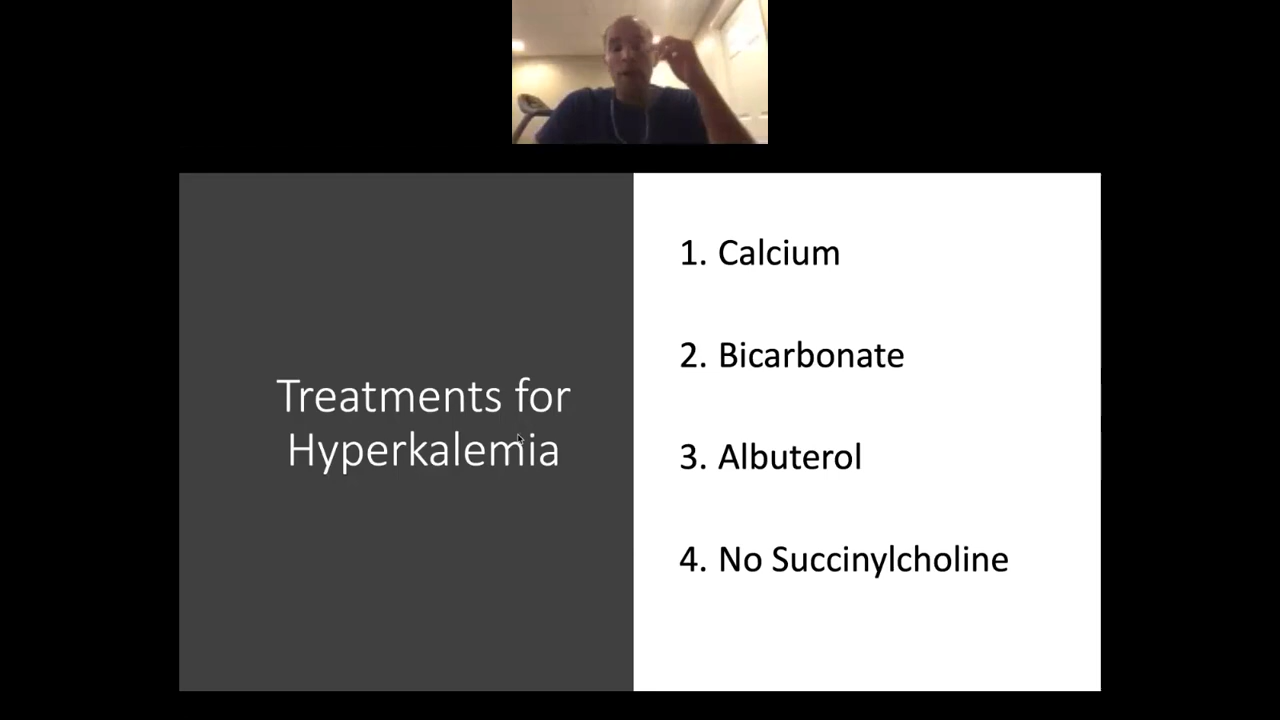 Treatments for
Hyperkalemia
1. Calcium
2. Bicarbonate
3. Albuterol
4. No Succinylcholine